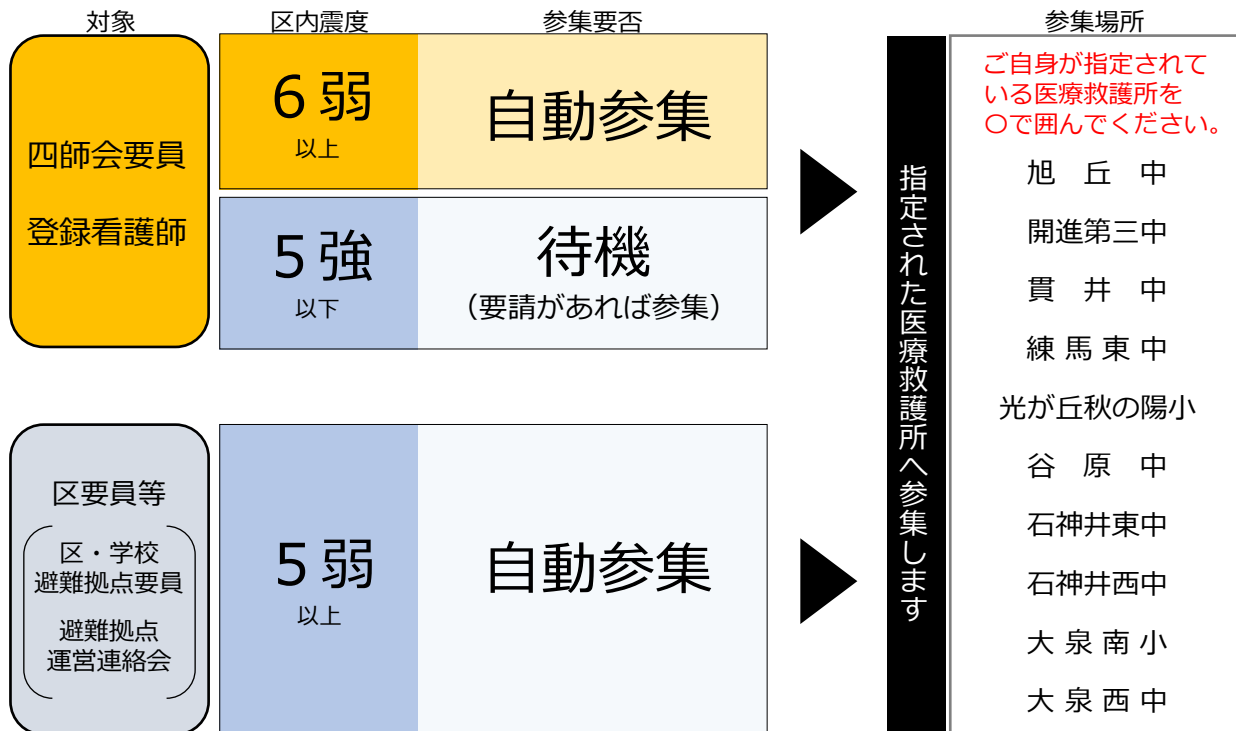 対象
区内震度
参集要否
参集場所
四師会要員
登録看護師
6弱
以上
自動参集
5強
以下
待機
（要請があれば参集）
区要員等
区・学校
避難拠点要員
避難拠点
運営連絡会
5弱
以上
自動参集
指定された医療救護所へ参集します
ご自身が指定されて
いる医療救護所を
〇で囲んでください。
旭　丘　中
開進第三中
貫　井　中
練 馬 東 中
光が丘秋の陽小
谷　原　中
石神井東中
石神井西中
大 泉 南 小
大 泉 西 中